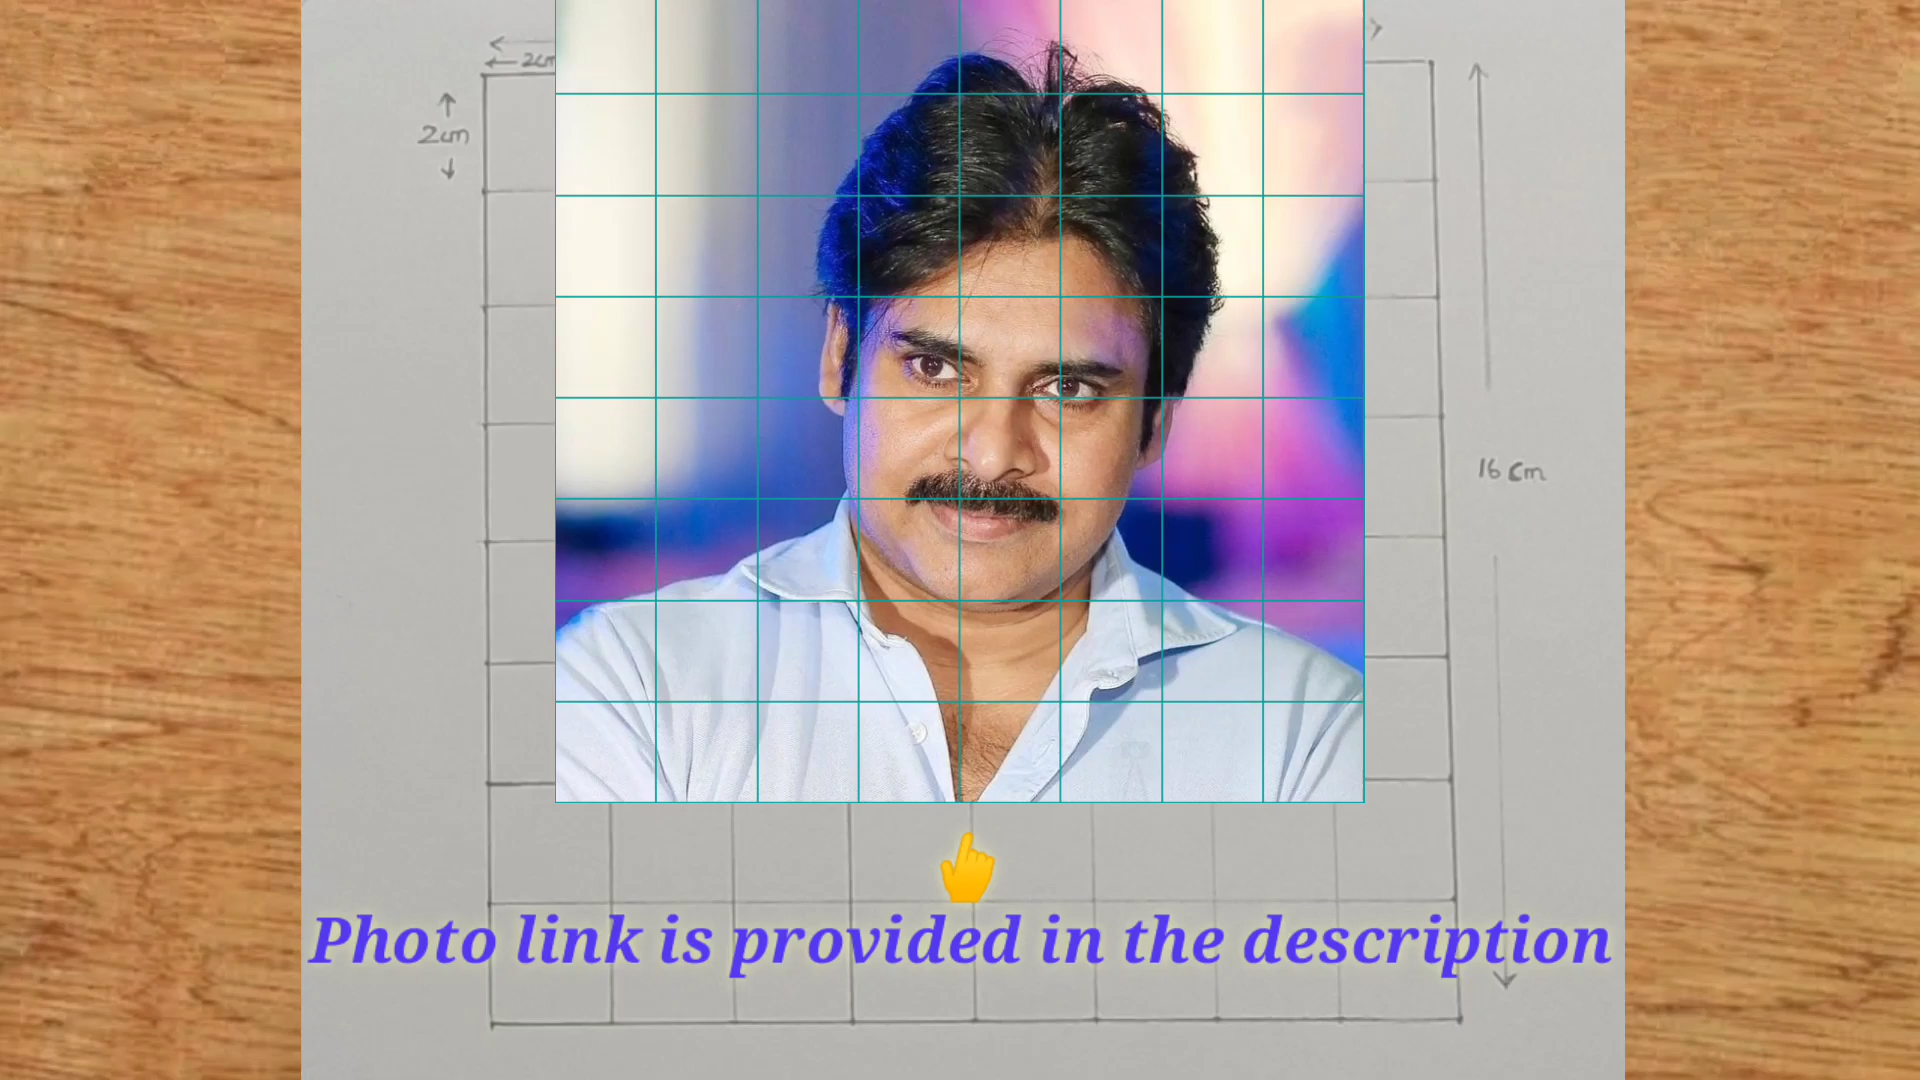 2cm
2cm
16 cm
Photo link is provided in the description